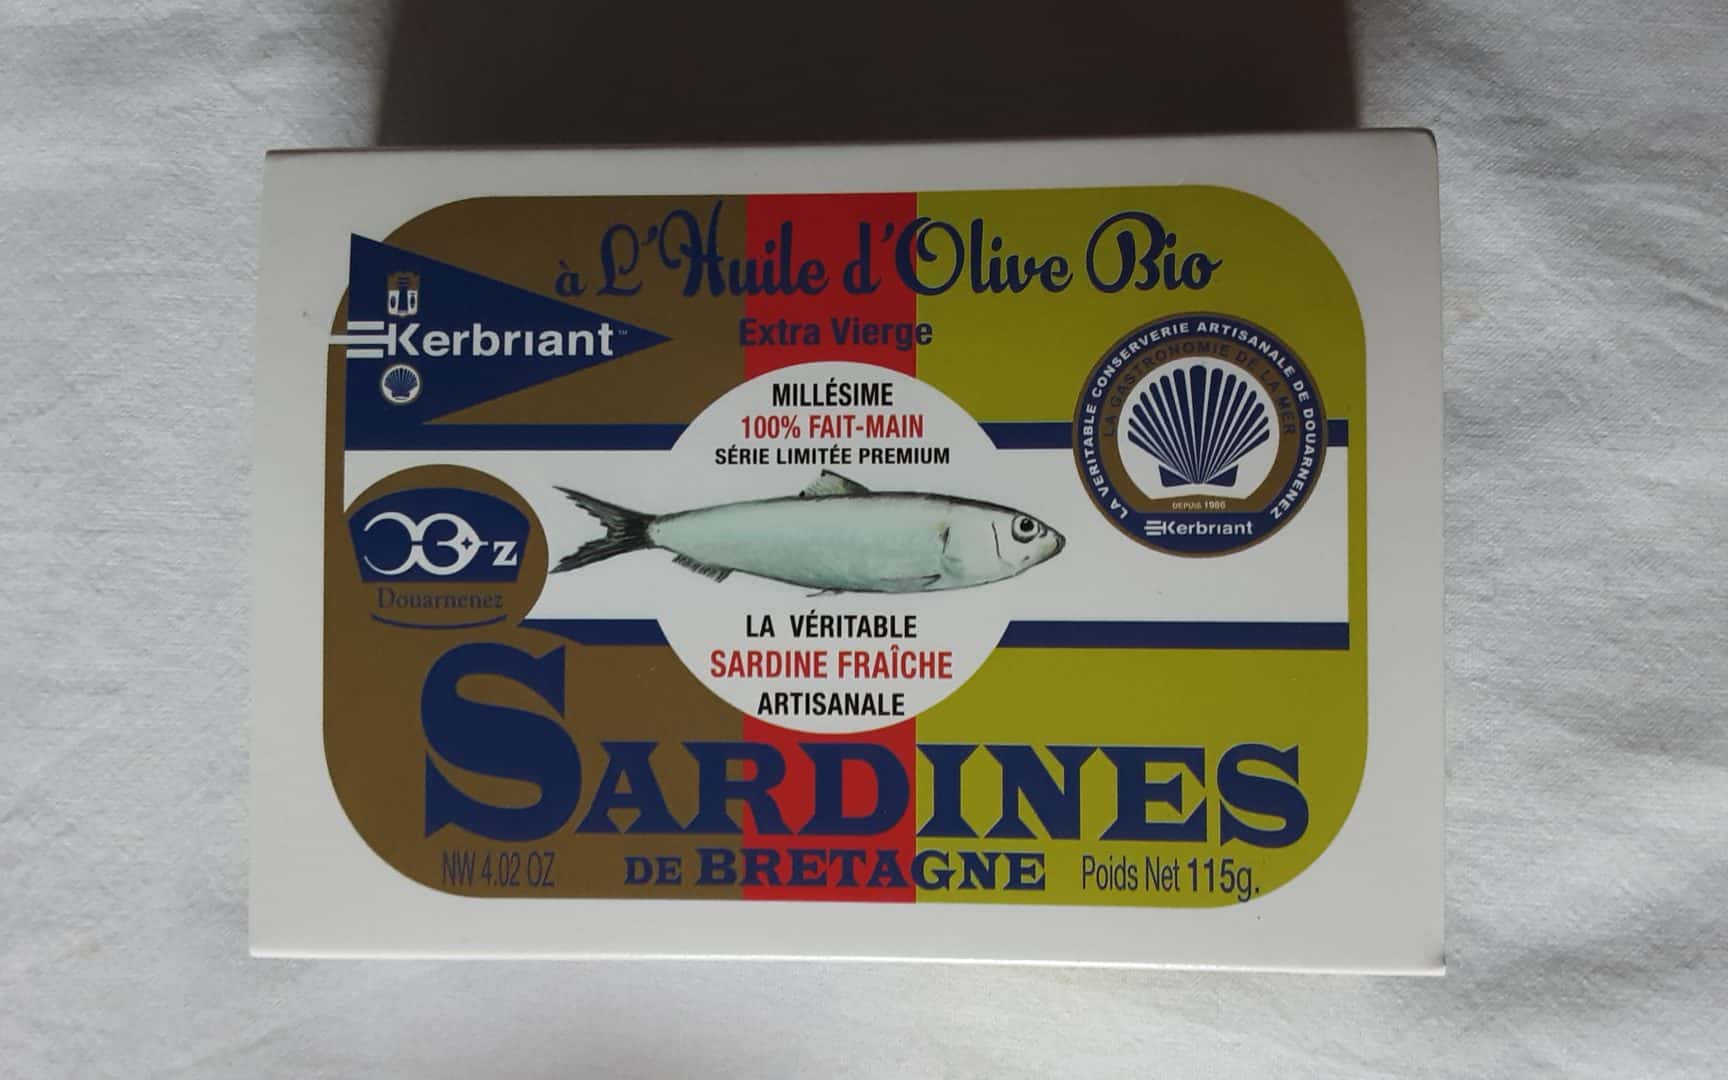 à L'Huile d'Olive Bio
Extra Vierge
Kerbriant™
MILLÉSIME
100% FAIT-MAIN
SÉRIE LIMITÉE PREMIUM
LA VERITABLE CONSERVERIE ARTISANALE DE DOUARNENEZ
LA GASTRONOMIE DE LA MER
DEPUIS 1986
Kerbriant
Z
Douarnenez
LA VÉRITABLE
SARDINE FRAÎCHE
ARTISANALE
SARDINES
DE BRETAGNE
NW 4.02 OZ
Poids Net 115g.